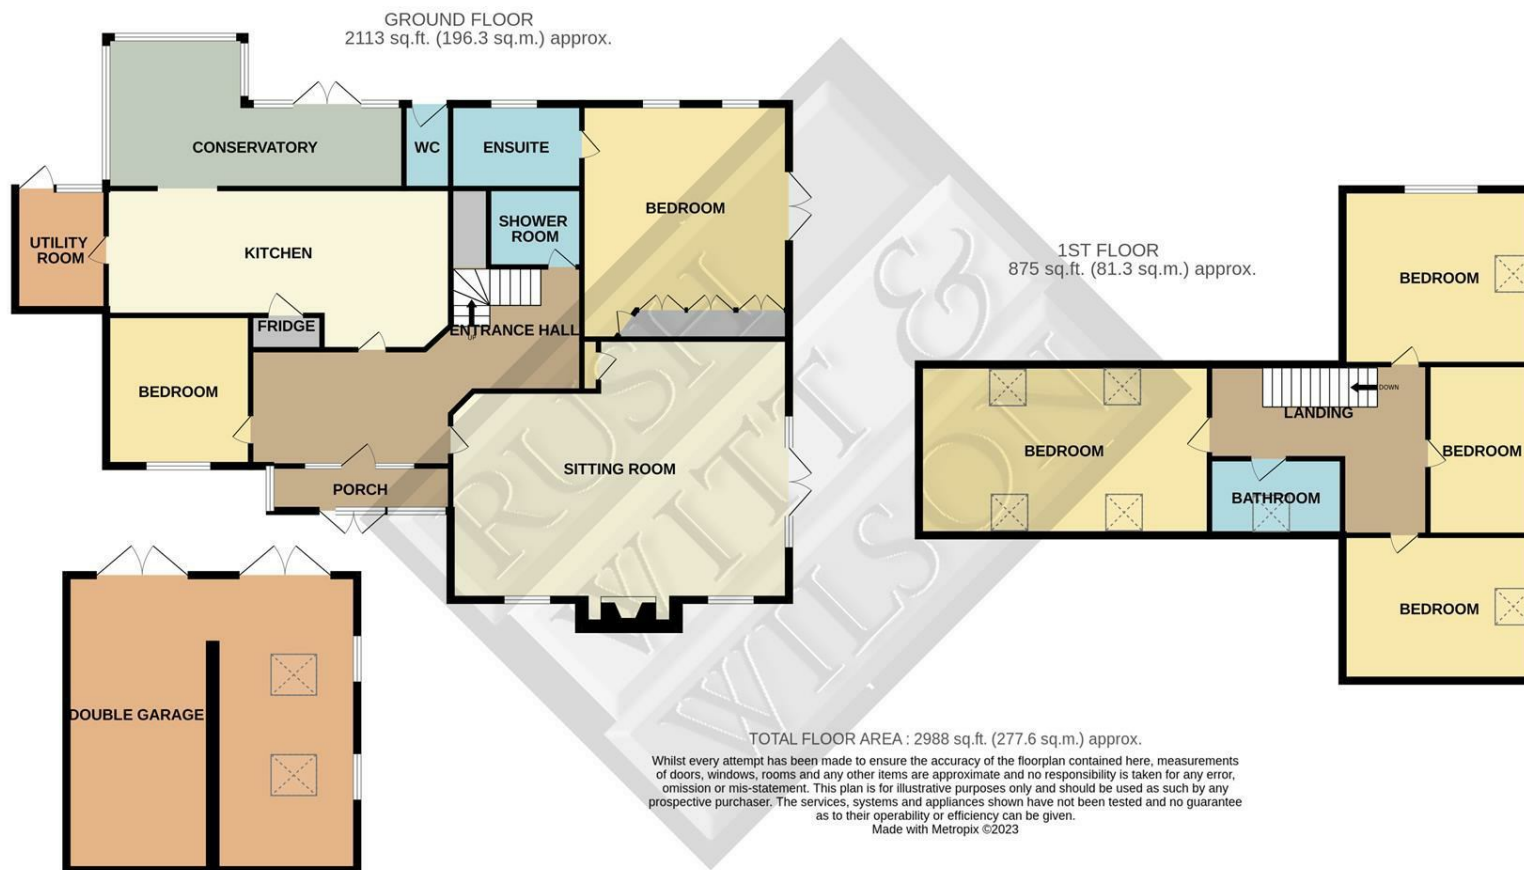 GROUND FLOOR
2113 sq.ft. (196.3 sq.m.) approx.
CONSERVATORY
WC
ENSUITE
BEDROOM
SHOWER
ROOM
UTILITY
ROOM
KITCHEN
FRIDGE
ENTRANCE HALL
UP
BEDROOM
SITTING ROOM
PORCH
DOUBLE GARAGE
1ST FLOOR
875 sq.ft. (81.3 sq.m.) approx.
BEDROOM
DOWN
LANDING
BEDROOM
BEDROOM
BATHROOM
BEDROOM
RUSH
WITT &
WILSON
TOTAL FLOOR AREA : 2988 sq.ft. (277.6 sq.m.) approx.
Whilst every attempt has been made to ensure the accuracy of the floorplan contained here, measurements
of doors, windows, rooms and any other items are approximate and no responsibility is taken for any error,
omission or mis-statement. This plan is for illustrative purposes only and should be used as such by any
prospective purchaser. The services, systems and appliances shown have not been tested and no guarantee
as to their operability or efficiency can be given.
Made with Metropix ©2023